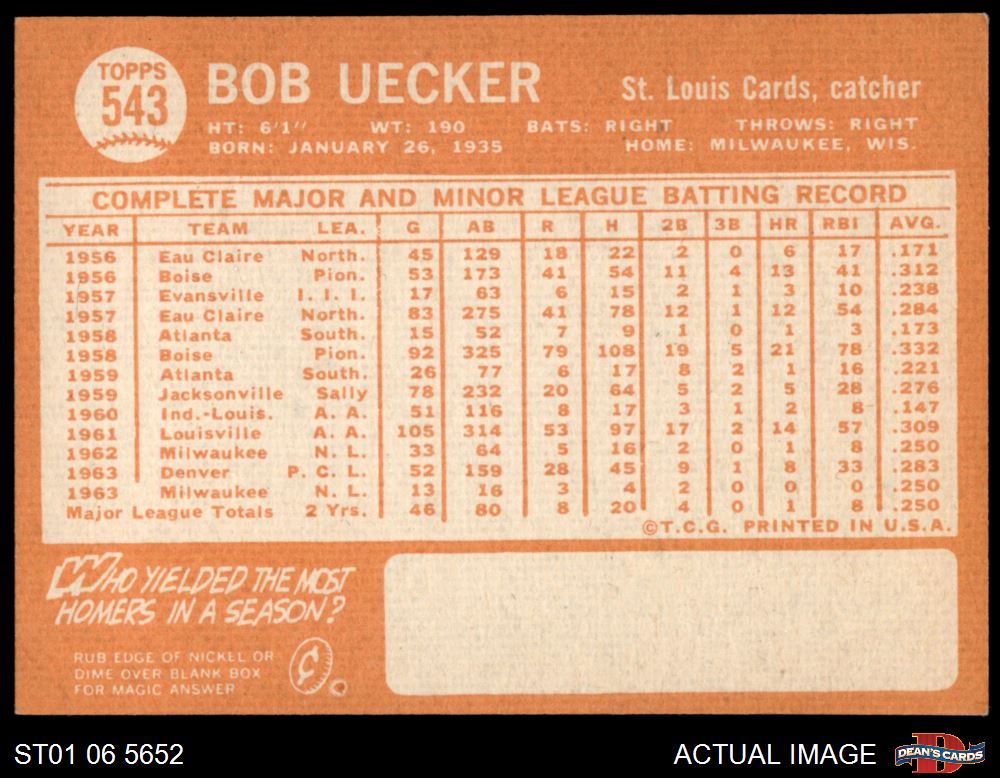 TOPPS
543
BOB UECKER
St. Louis Cards, catcher
HT: 6'1" WT: 190 BATS: RIGHT THROWS: RIGHT
BORN: JANUARY 26, 1935 HOME: MILWAUKEE, WIS.
COMPLETE MAJOR AND MINOR LEAGUE BATTING RECORD
YEAR TEAM LEA. G AB R H 2B 3B HR RBI AVG.
1956 Eau Claire North. 45 129 18 22 2 0 6 17 .171
1956 Boise Pion. 53 173 41 54 11 4 13 41 .312
1957 Evansville I. I. I. 17 63 6 15 2 1 3 10 .238
1957 Eau Claire North. 83 275 41 78 12 1 12 54 .284
1958 Atlanta South. 15 52 7 9 1 0 1 3 .173
1958 Boise Pion. 92 325 79 108 19 5 21 78 .332
1959 Atlanta South. 26 77 6 17 8 2 1 16 .221
1959 Jacksonville Sally 78 232 20 64 5 2 5 28 .276
1960 Ind.-Louis. A. A. 51 116 8 17 3 1 2 8 .147
1961 Louisville A. A. 105 314 53 97 17 2 14 57 .309
1962 Milwaukee N. L. 33 64 5 16 2 0 1 8 .250
1963 Denver P. C. L. 52 159 28 45 9 1 8 33 .283
1963 Milwaukee N. L. 13 16 3 4 2 0 0 0 .250
Major League Totals 2 Yrs. 46 80 8 20 4 0 1 8 .250
©T.C.G. PRINTED IN U.S.A.
WHO YIELDED THE MOST
HOMERS IN A SEASON?
RUB EDGE OF NICKEL OR
DIME OVER BLANK BOX
FOR MAGIC ANSWER
¢
ST01 06 5652
ACTUAL IMAGE
D
DEAN'S CARDS